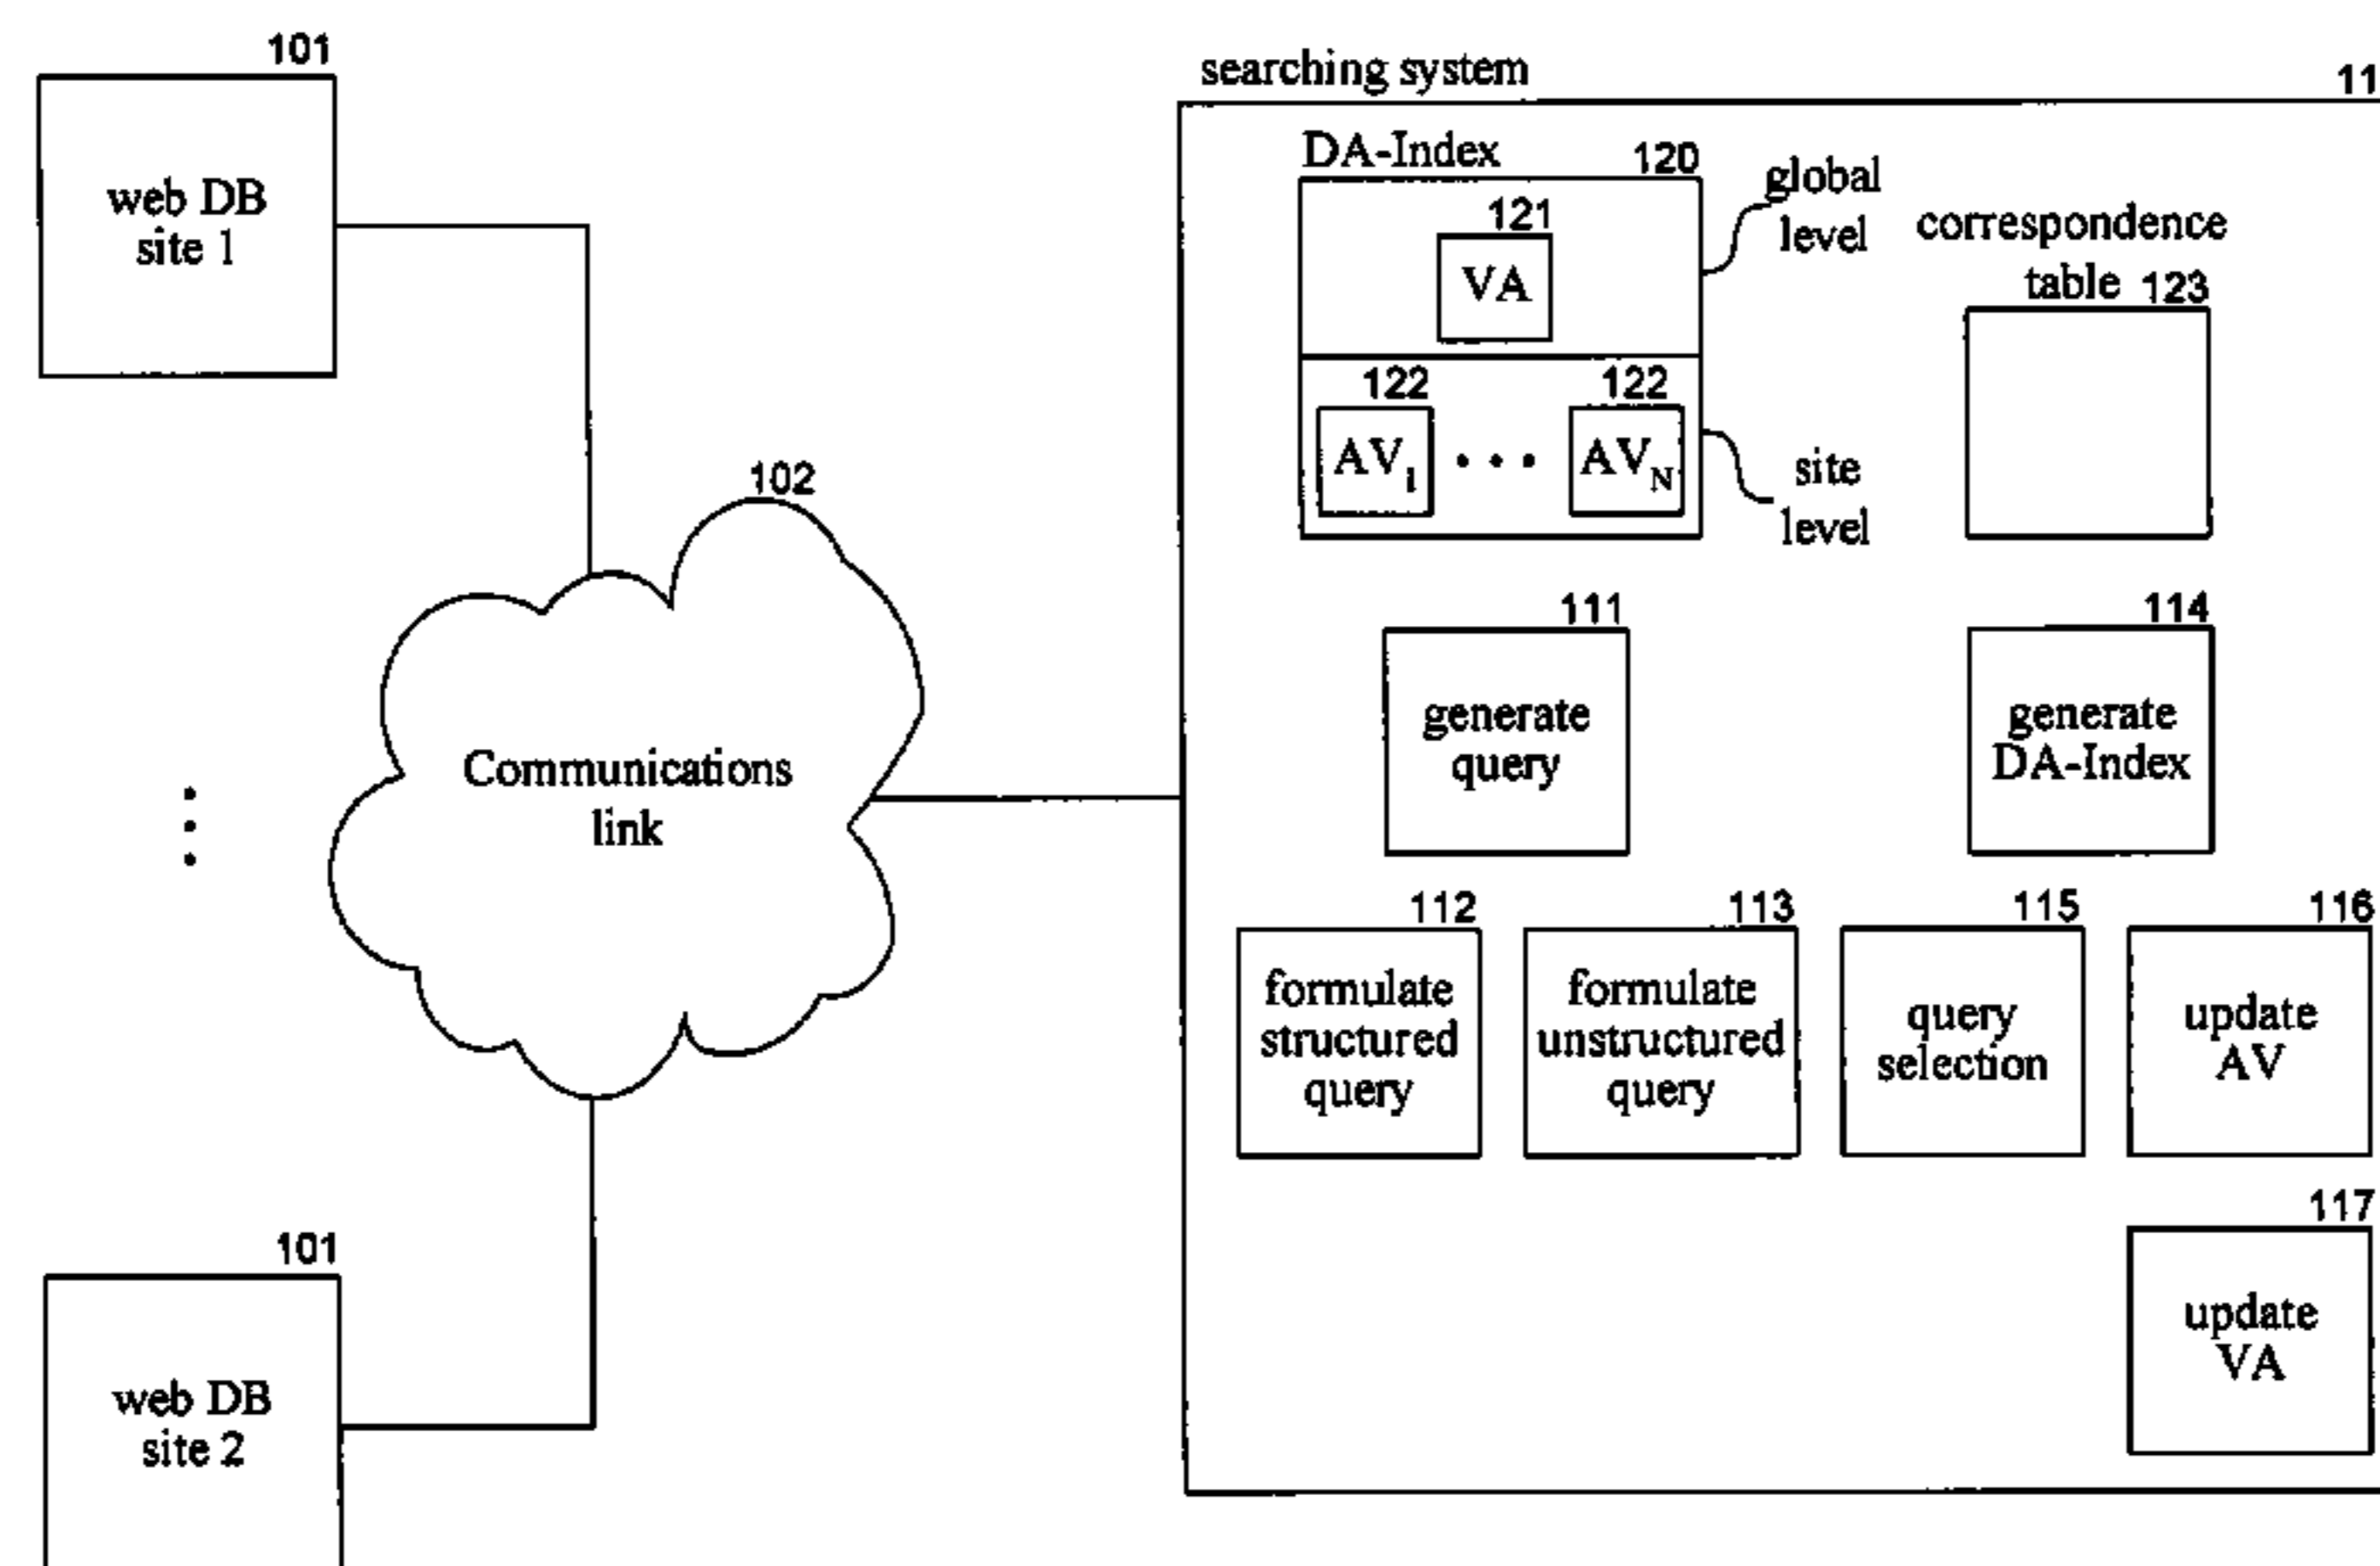 101
web DB
site 1
102
Communications
link
101
web DB
site 2
searching system
11
DA-Index
120
global
level
121
VA
122
AV1
122
AVN
site
level
correspondence
table 123
111
generate
query
114
generate
DA-Index
112
formulate
structured
query
113
formulate
unstructured
query
115
query
selection
116
update
AV
117
update
VA